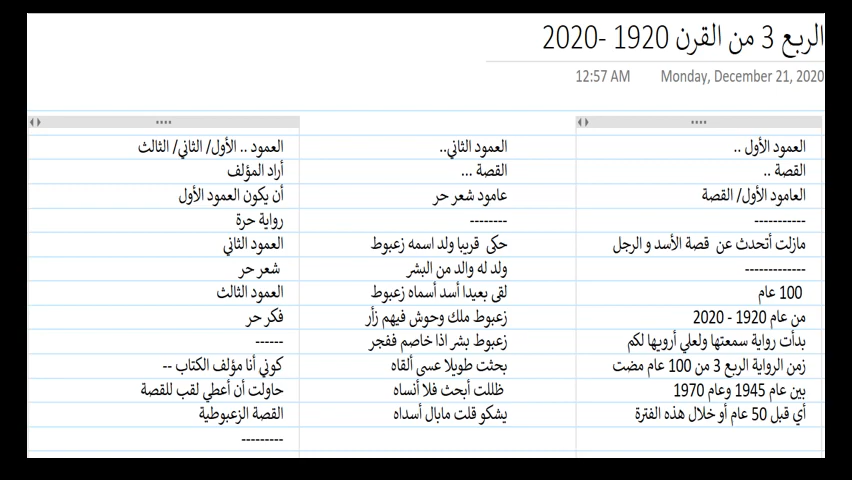 الربع 3 من القرن 1920 -2020
Monday, December 21, 2020 12:57 AM
العمود الأول ..
القصة ..
العامود الأول/ القصة
-----------
مازلت أتحدث عن قصة الأسد و الرجل
-------------
100 عام
من عام 1920 - 2020
بدأت رواية سمعتها ولعلي أرويها لكم
زمن الرواية الربع 3 من 100 عام مضت
بين عام 1945 وعام 1970
أي قبل 50 عام أو خلال هذه الفترة
العمود الثاني..
القصة ...
عامود شعر حر
--------
حكى قريبا ولد اسمه زعبوط
ولد له والد من البشر
لقى بعيدا أسد أسماه زعبوط
زعبوط ملك وحوش فيهم زأر
زعبوط بشر اذا خاصم ففجر
بحثت طويلا عسى ألقاه
ظللت أبحث فلا أنساه
يشكو قلت مابال أسداه
العمود .. الأول/ الثاني/ الثالث
أراد المؤلف
أن يكون العمود الأول
رواية حرة
العمود الثاني
شعر حر
العمود الثالث
فكر حر
------
كوني أنا مؤلف الكتاب --
حاولت أن أعطي لقب للقصة
القصة الزعبوطية
---------